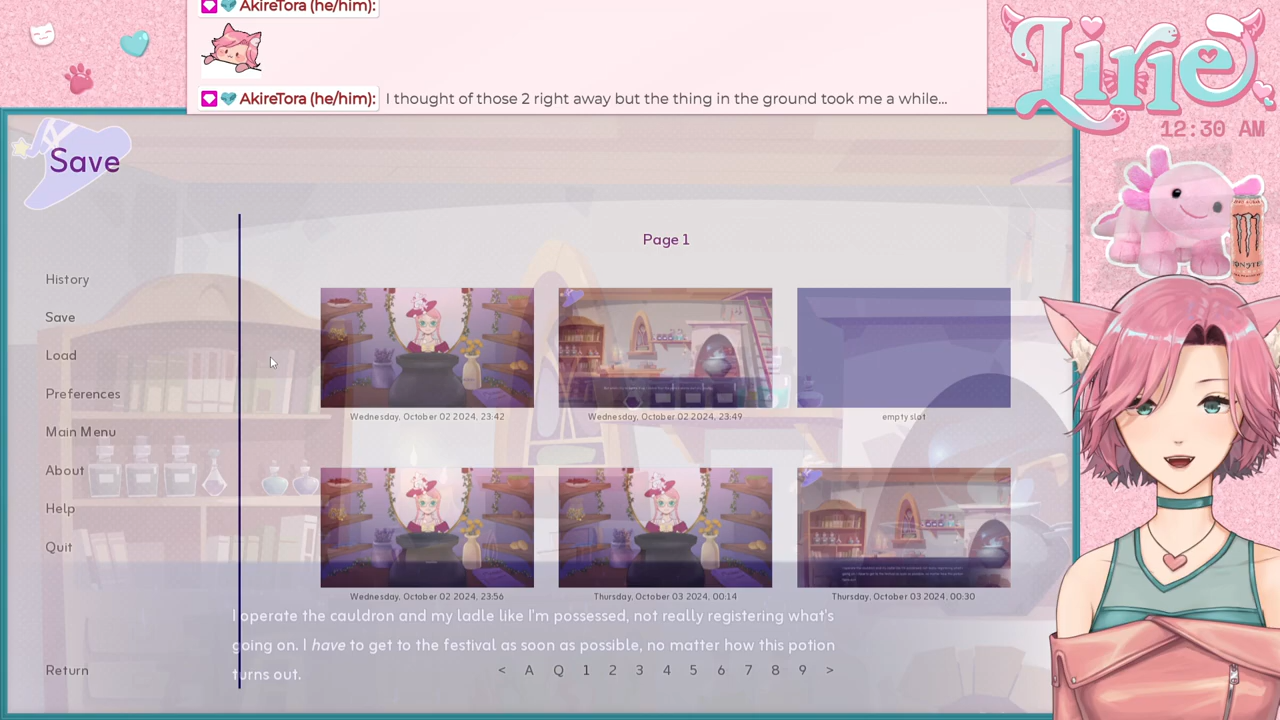 AkireTora (he/him):
AkireTora (he/him): I thought of those 2 right away but the thing in the ground took me a while...
Lirie
12:30 AM
Save
Page 1
History
Save
Load
Preferences
Main Menu
About
Help
Quit
Return
Wednesday, October 02 2024, 23:42
Wednesday, October 02 2024, 23:49
empty slot
Wednesday, October 02 2024, 23:56
Thursday, October 03 2024, 00:14
Thursday, October 03 2024, 00:30
I operate the cauldron and my ladle like I'm possessed, not really registering what's
going on. I have to get to the festival as soon as possible, no matter how this potion
turns out.
< A Q 1 2 3 4 5 6 7 8 9 >
MONSTER